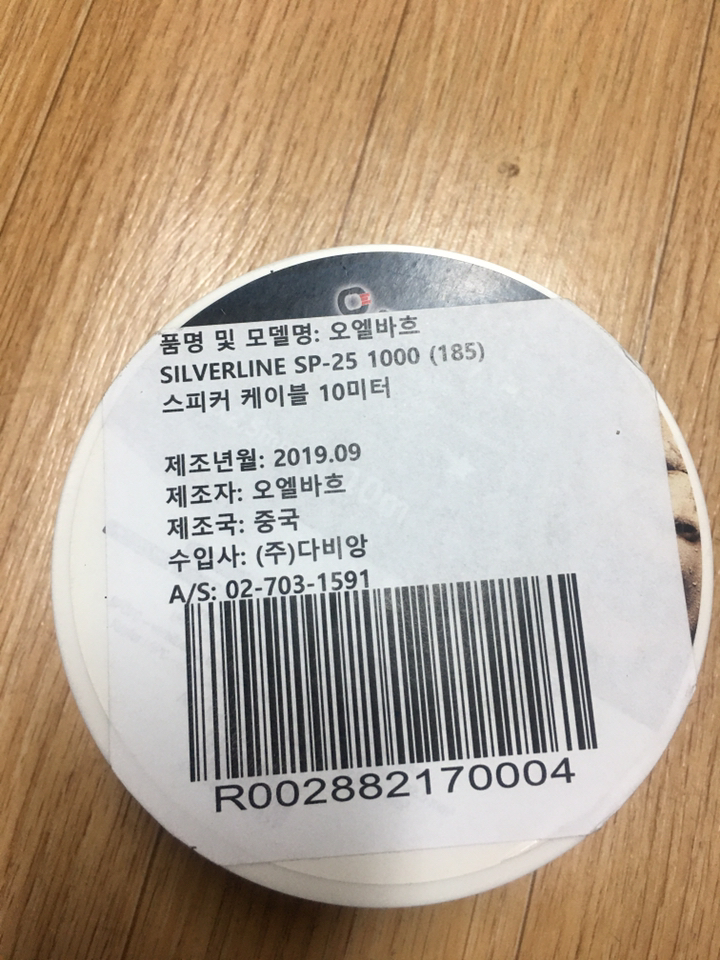 품명 및 모델명: 오엘바흐
SILVERLINE SP-25 1000 (185)
스피커 케이블 10미터
제조년월: 2019.09
제조자: 오엘바흐
제조국: 중국
수입사: (주)다비앙
A/S: 02-703-1591
R002882170004